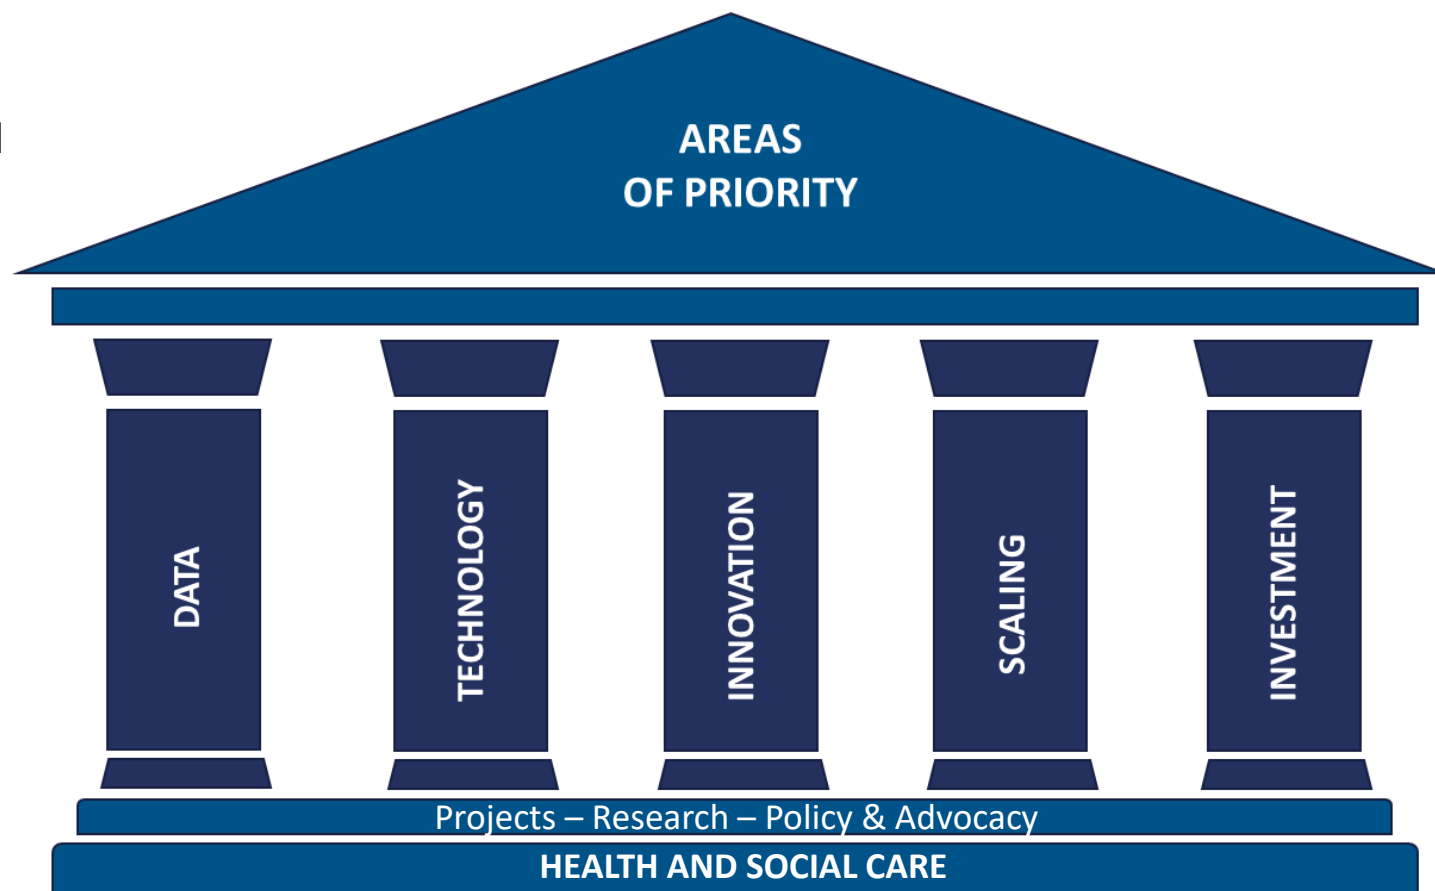 AREAS
OF PRIORITY
DATA
TECHNOLOGY
INNOVATION
SCALING
INVESTMENT
Projects – Research – Policy & Advocacy
HEALTH AND SOCIAL CARE